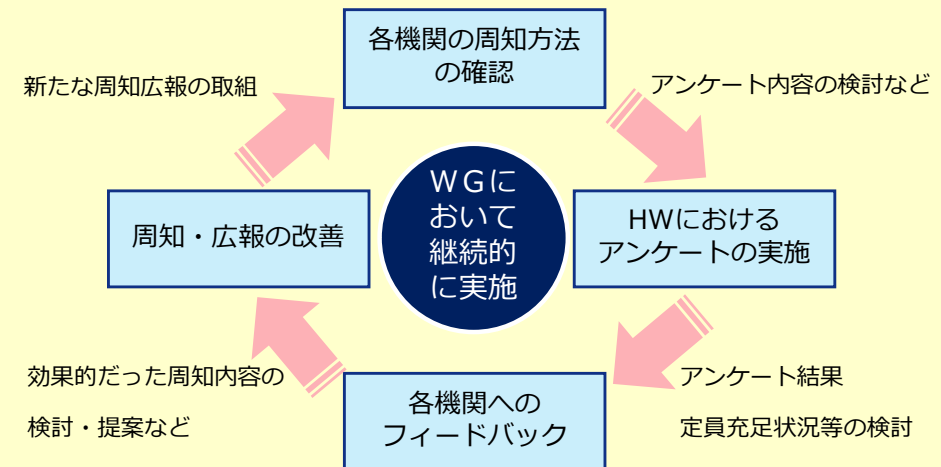 各機関の周知方法
の確認
新たな周知広報の取組
アンケート内容の検討など
WGに
おいて
継続的
に実施
周知・広報の改善
HWにおける
アンケートの実施
効果的だった周知内容の
検討・提案など
各機関への
フィードバック
アンケート結果
定員充足状況等の検討